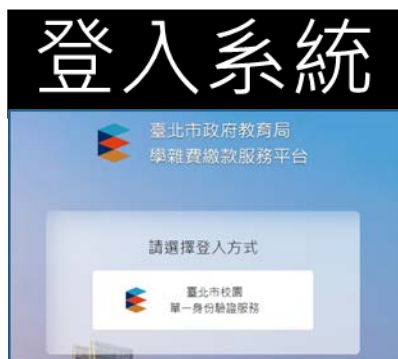 登入系統
臺北市政府教育局
學雜費繳款服務平台
請選擇登入方式
臺北市校園
單一身份驗證服務